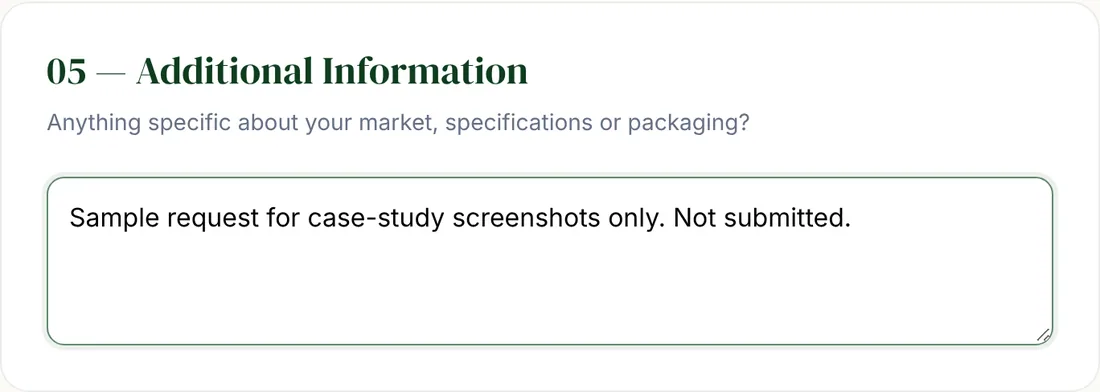 05 — Additional Information
Anything specific about your market, specifications or packaging?
Sample request for case-study screenshots only. Not submitted.